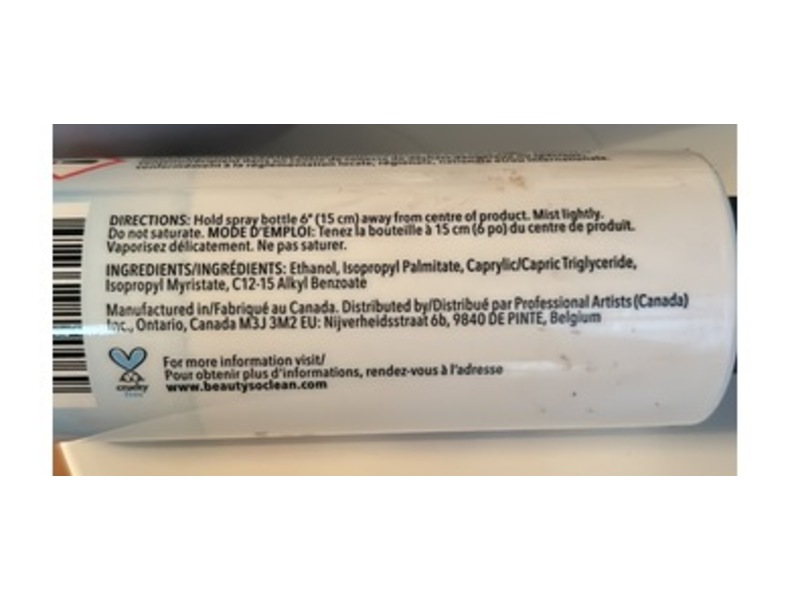 DIRECTIONS: Hold spray bottle 6" (15 cm) away from centre of product. Mist lightly.
Do not saturate. MODE D'EMPLOI: Tenez la bouteille à 15 cm (6 po) du centre de produit.
Vaporisez délicatement. Ne pas saturer.
INGREDIENTS/INGRÉDIENTS: Ethanol, Isopropyl Palmitate, Caprylic/Capric Triglyceride,
Isopropyl Myristate, C12-15 Alkyl Benzoate
Manufactured in/Fabriqué au Canada. Distributed by/Distribué par Professional Artists (Canada)
Inc., Ontario, Canada M3J 3M2 EU: Nijverheidsstraat 6b, 9840 DE PINTE, Belgium
For more information visit/
Pour obtenir plus d'informations, rendez-vous à l'adresse
www.beautysoclean.com
cruelty
free